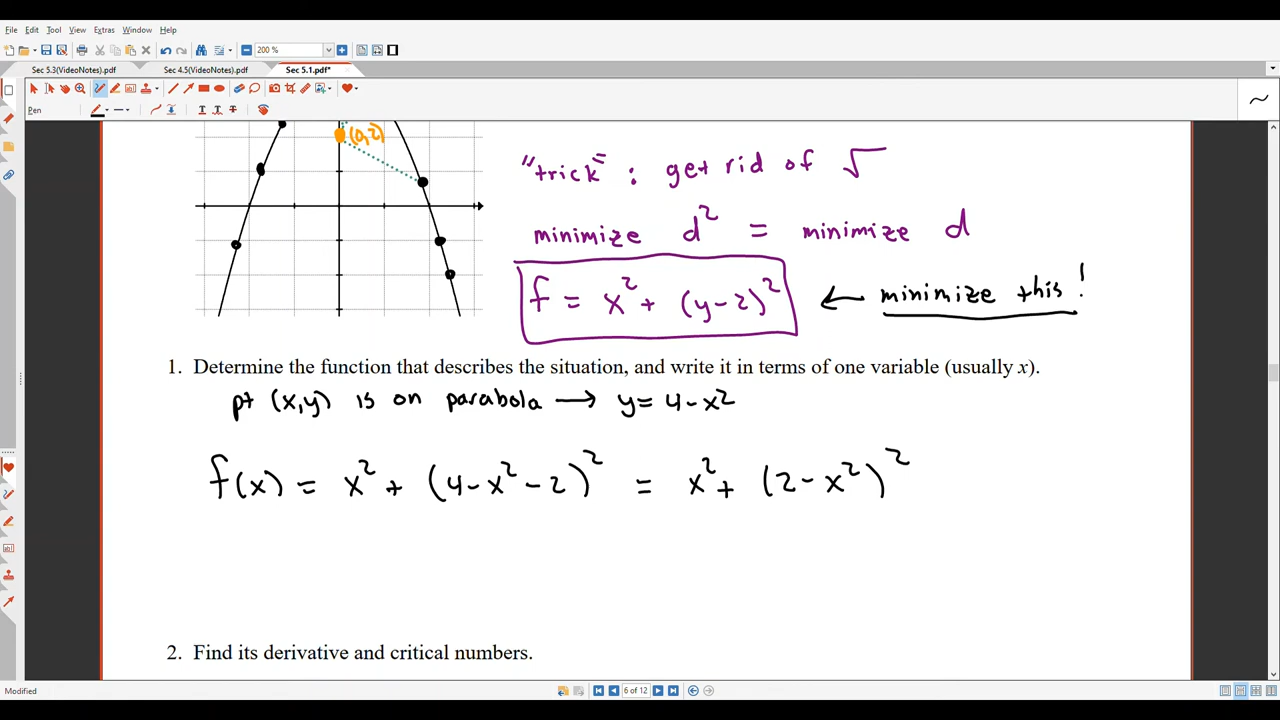 File Edit Tool View Extras Window Help
200 %
Sec 5.3(VideoNotes).pdf Sec 4.5(VideoNotes).pdf Sec 5.1.pdf*
Pen
(0,2)
"trick" : get rid of √
minimize d² = minimize d
f = x² + (y-2)² ← minimize this!
1. Determine the function that describes the situation, and write it in terms of one variable (usually x).
pt (x,y) is on parabola → y = 4-x²
f(x) = x² + (4-x²-2)² = x² + (2-x²)²
2. Find its derivative and critical numbers.
Modified 6 of 12